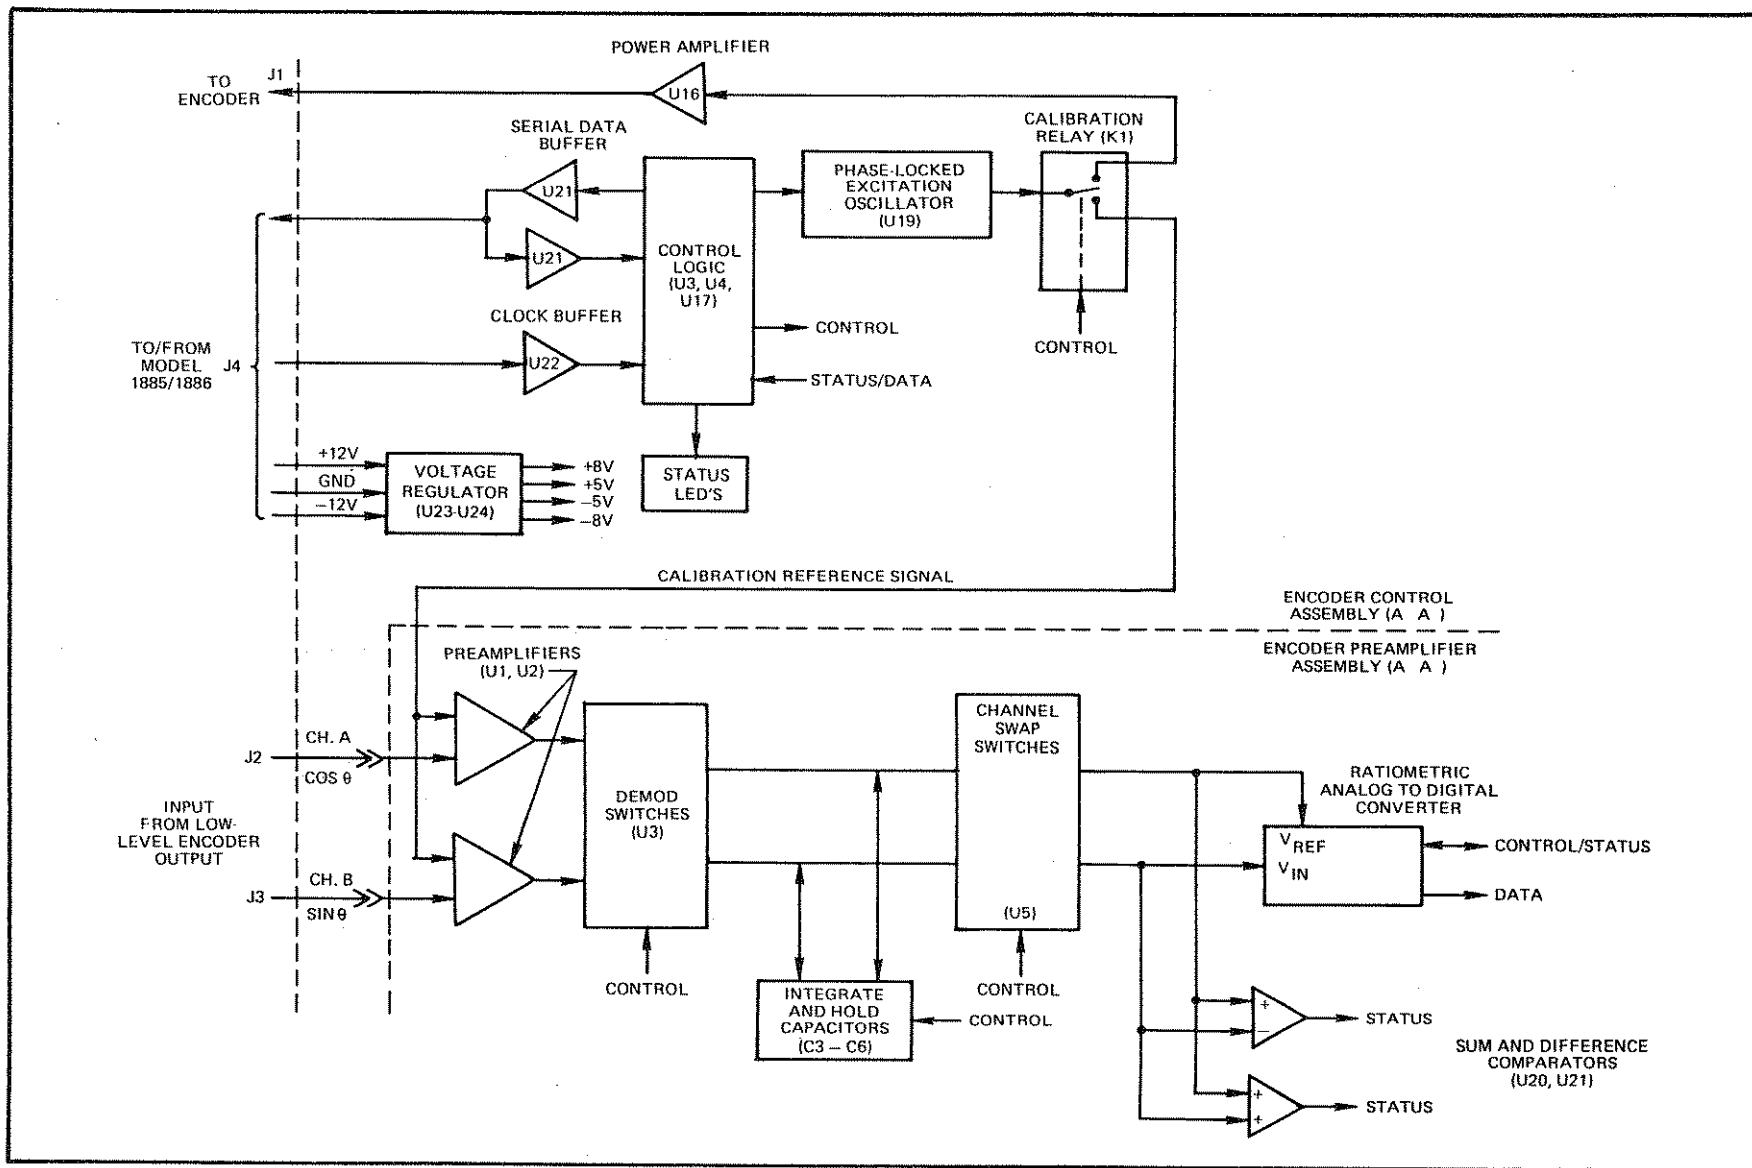 POWER AMPLIFIER
U16
TO
ENCODER
J1
SERIAL DATA
BUFFER
U21
U21
CLOCK BUFFER
U22
CONTROL
LOGIC
(U3, U4,
U17)
PHASE-LOCKED
EXCITATION
OSCILLATOR
(U19)
CALIBRATION
RELAY (K1)
CONTROL
CONTROL
STATUS/DATA
STATUS
LED'S
TO/FROM
MODEL
1885/1886
J4
+12V
GND
−12V
VOLTAGE
REGULATOR
(U23-U24)
+8V
+5V
−5V
−8V
CALIBRATION REFERENCE SIGNAL
ENCODER CONTROL
ASSEMBLY (A   A  )
ENCODER PREAMPLIFIER
ASSEMBLY (A   A  )
PREAMPLIFIERS
(U1, U2)
J2
CH. A
COS θ
INPUT
FROM LOW-
LEVEL ENCODER
OUTPUT
J3
CH. B
SIN θ
DEMOD
SWITCHES
(U3)
CONTROL
INTEGRATE
AND HOLD
CAPACITORS
(C3 – C6)
CONTROL
CHANNEL
SWAP
SWITCHES
(U5)
CONTROL
RATIOMETRIC
ANALOG TO DIGITAL
CONVERTER
VREF
VIN
CONTROL/STATUS
DATA
+
−
STATUS
SUM AND DIFFERENCE
COMPARATORS
(U20, U21)
+
+
STATUS